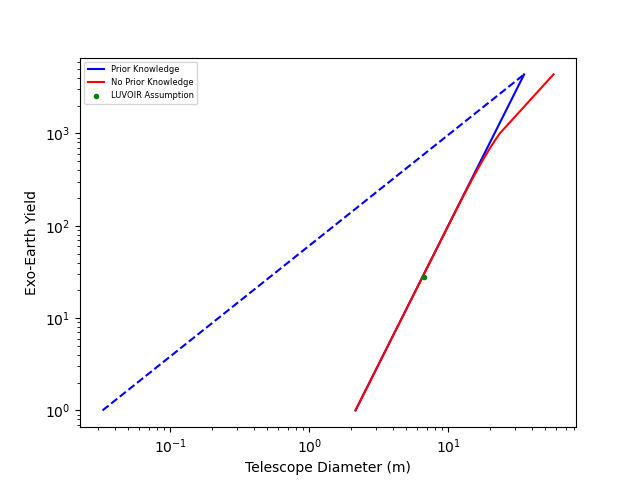 Prior Knowledge
No Prior Knowledge
LUVOIR Assumption
Exo-Earth Yield
10³
10²
10¹
10⁰
10⁻¹
10⁰
10¹
Telescope Diameter (m)